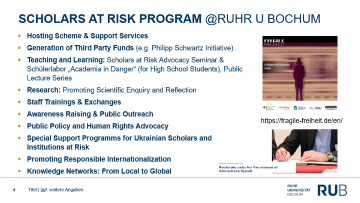 SCHOLARS AT RISK PROGRAM @RUHR U BOCHUM
Hosting Scheme & Support Services
Generation of Third Party Funds (e.g. Philipp Schwartz Initiative)
Teaching and Learning: Scholars at Risk Advocacy Seminar &
Schülerlabor „Academia in Danger“ (for High School Students), Public
Lecture Series
Research: Promoting Scientific Enquiry and Reflection
Staff Trainings & Exchanges
Awareness Raising & Public Outreach
Public Policy and Human Rights Advocacy
Special Support Programms for Ukrainian Scholars and
Institutions at Risk
Promoting Responsible Internationalization
Knowledge Networks: From Local to Global
https://fragile-freiheit.de/en/
4
Titel | ggf. weitere Angaben
RUHR
UNIVERSITÄT
BOCHUM
RUB